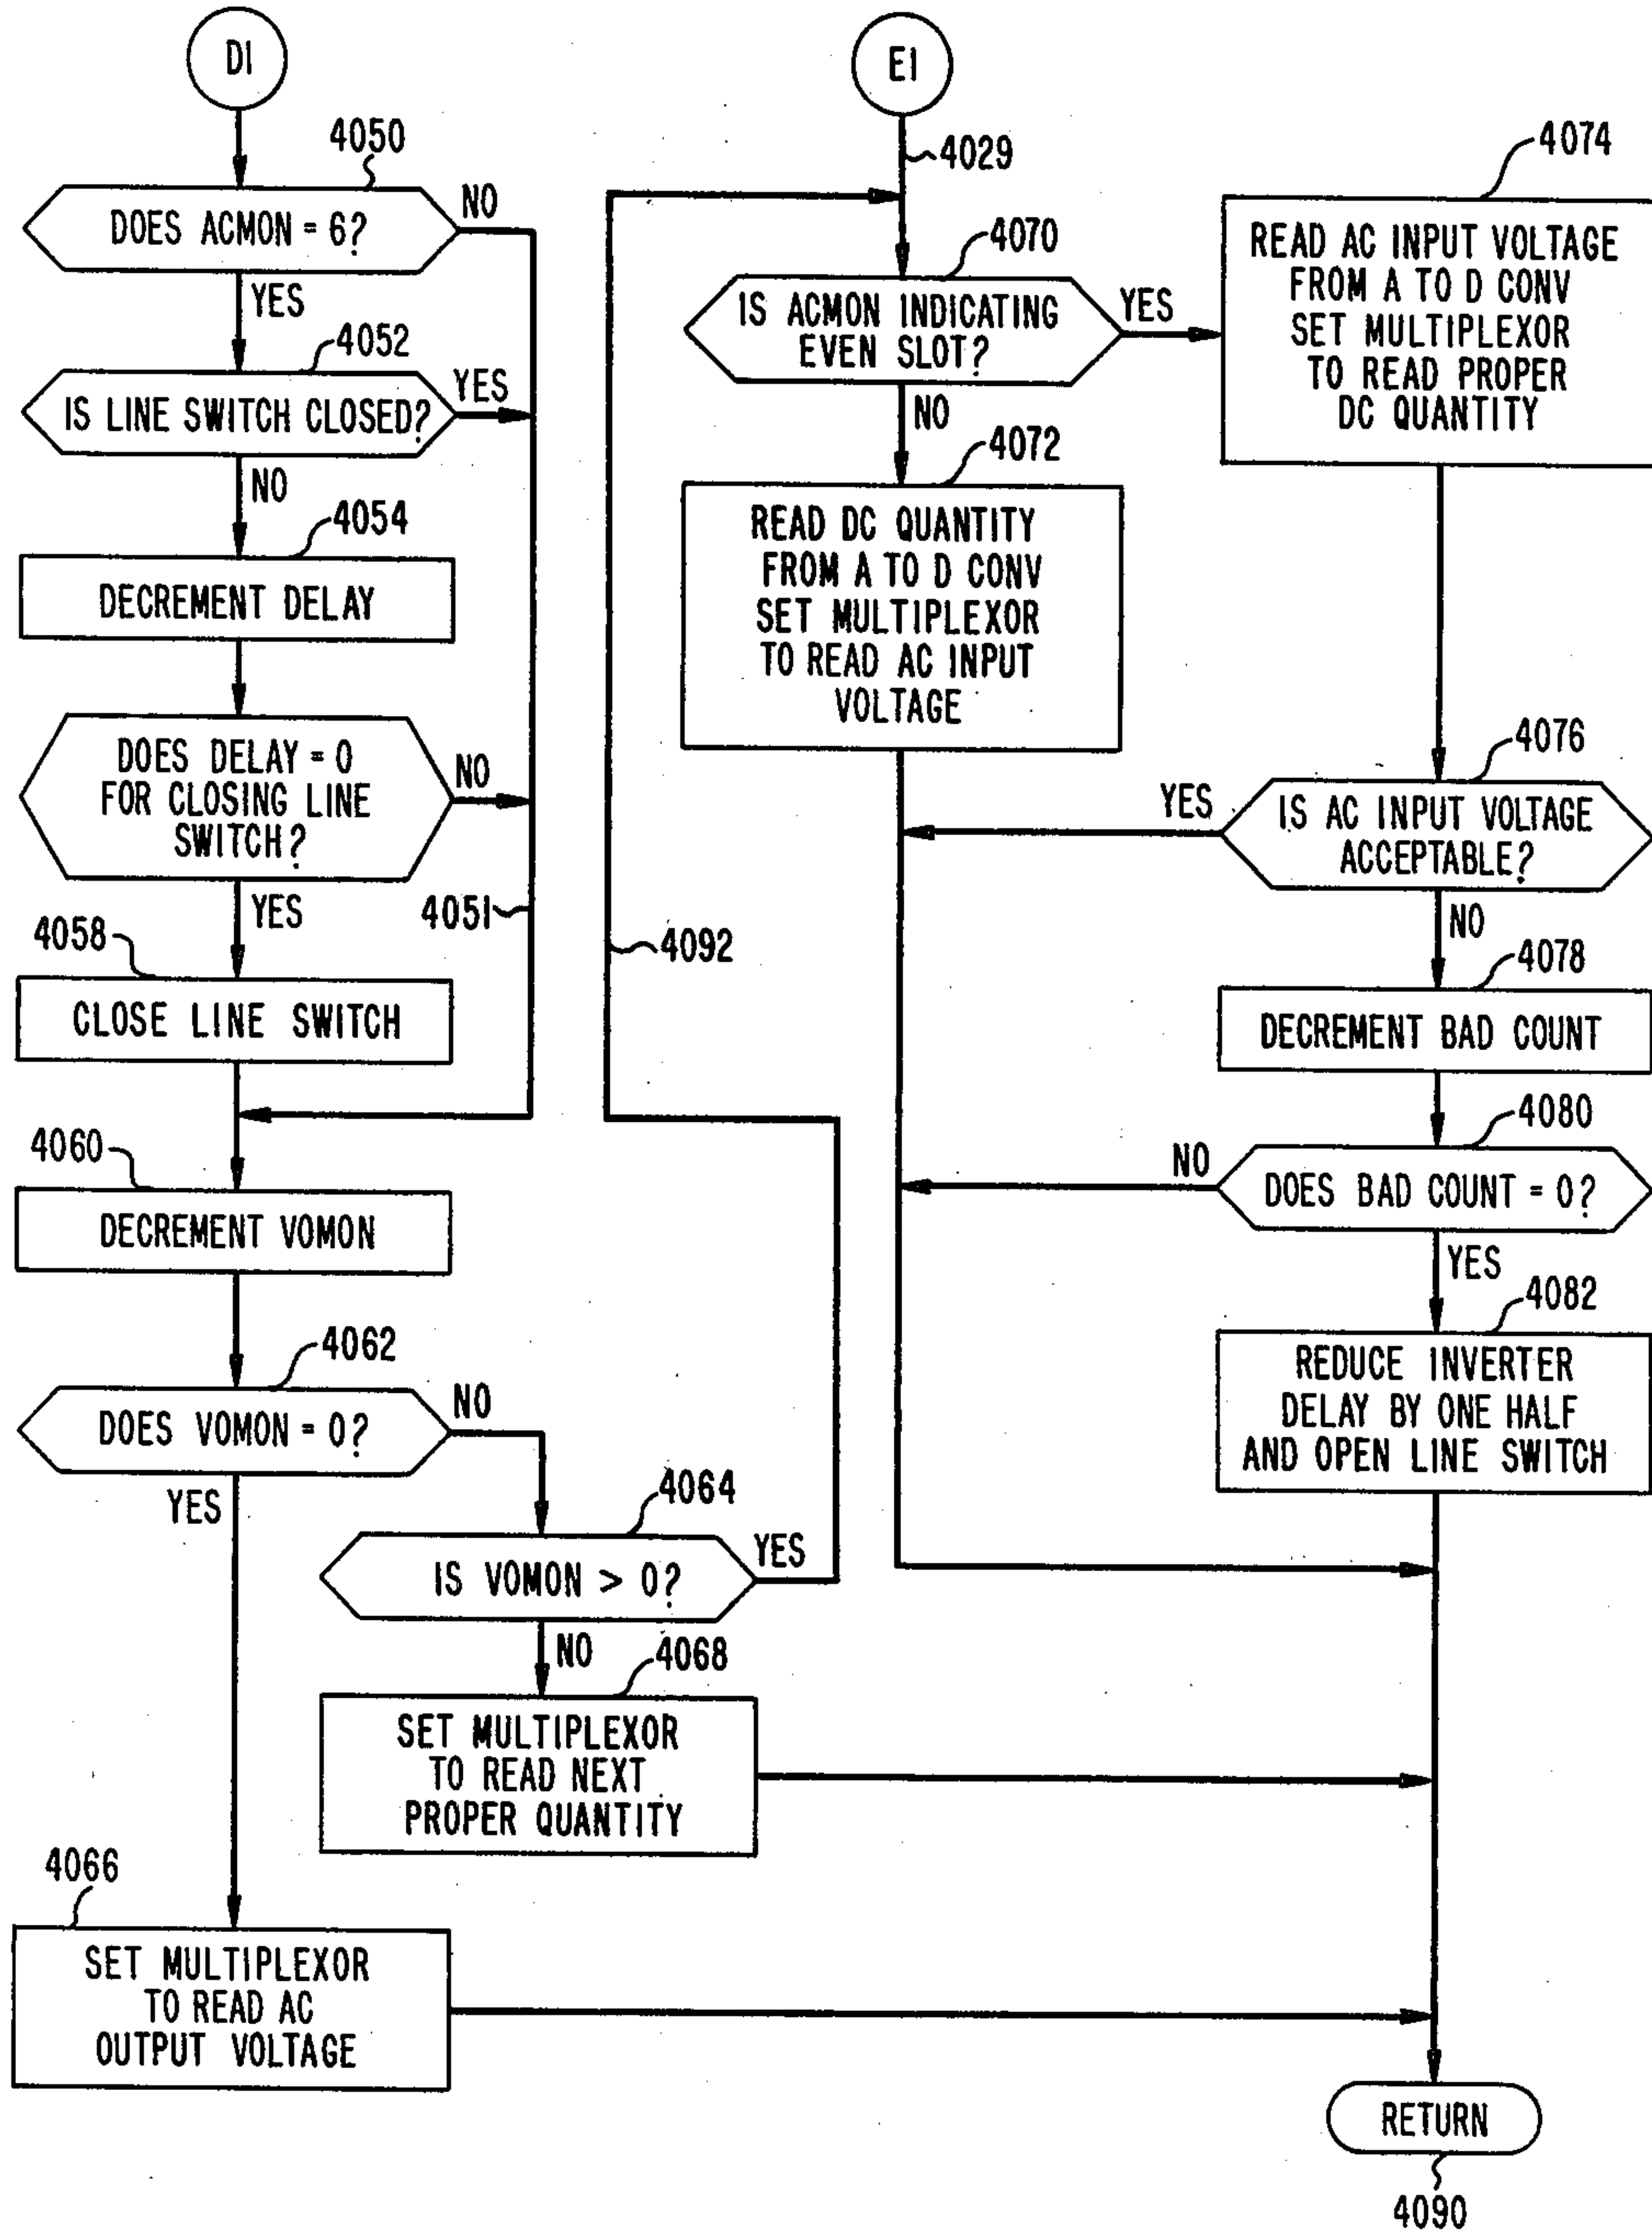 D1
4050
DOES ACMON = 6?
NO
YES
4052
IS LINE SWITCH CLOSED?
YES
NO
4054
DECREMENT DELAY
DOES DELAY = 0
FOR CLOSING LINE
SWITCH?
NO
YES
4051
4058
CLOSE LINE SWITCH
4060
DECREMENT VOMON
4062
DOES VOMON = 0?
NO
YES
4064
IS VOMON > 0?
YES
NO
4068
SET MULTIPLEXOR
TO READ NEXT
PROPER QUANTITY
4066
SET MULTIPLEXOR
TO READ AC
OUTPUT VOLTAGE
E1
4029
4070
IS ACMON INDICATING
EVEN SLOT?
YES
NO
4072
READ DC QUANTITY
FROM A TO D CONV
SET MULTIPLEXOR
TO READ AC INPUT
VOLTAGE
4092
4074
READ AC INPUT VOLTAGE
FROM A TO D CONV
SET MULTIPLEXOR
TO READ PROPER
DC QUANTITY
4076
YES
IS AC INPUT VOLTAGE
ACCEPTABLE?
NO
4078
DECREMENT BAD COUNT
4080
NO
DOES BAD COUNT = 0?
YES
4082
REDUCE INVERTER
DELAY BY ONE HALF
AND OPEN LINE SWITCH
RETURN
4090